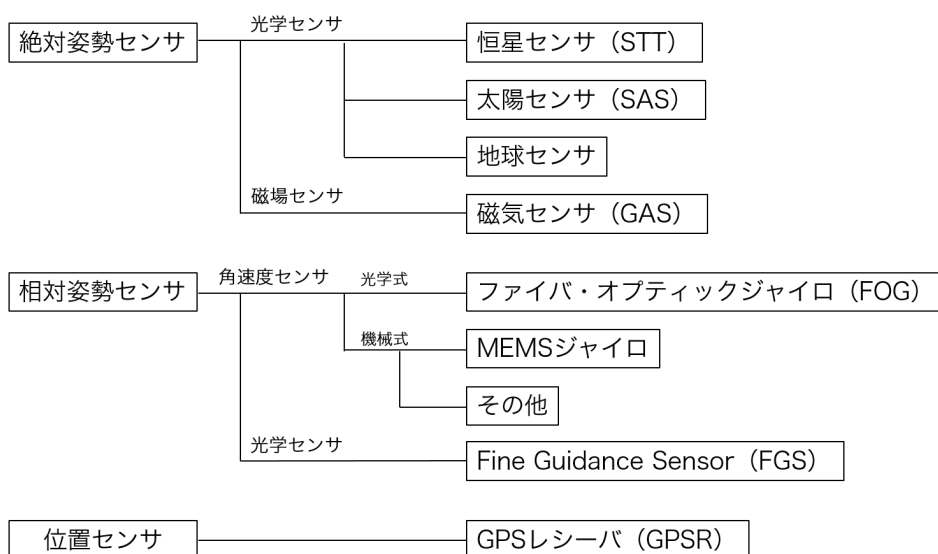 光学センサ
絶対姿勢センサ
恒星センサ（STT）
太陽センサ（SAS）
地球センサ
磁場センサ
磁気センサ（GAS）
角速度センサ
光学式
相対姿勢センサ
ファイバ・オプティックジャイロ（FOG）
機械式
MEMSジャイロ
その他
光学センサ
Fine Guidance Sensor（FGS）
位置センサ
GPSレシーバ（GPSR）